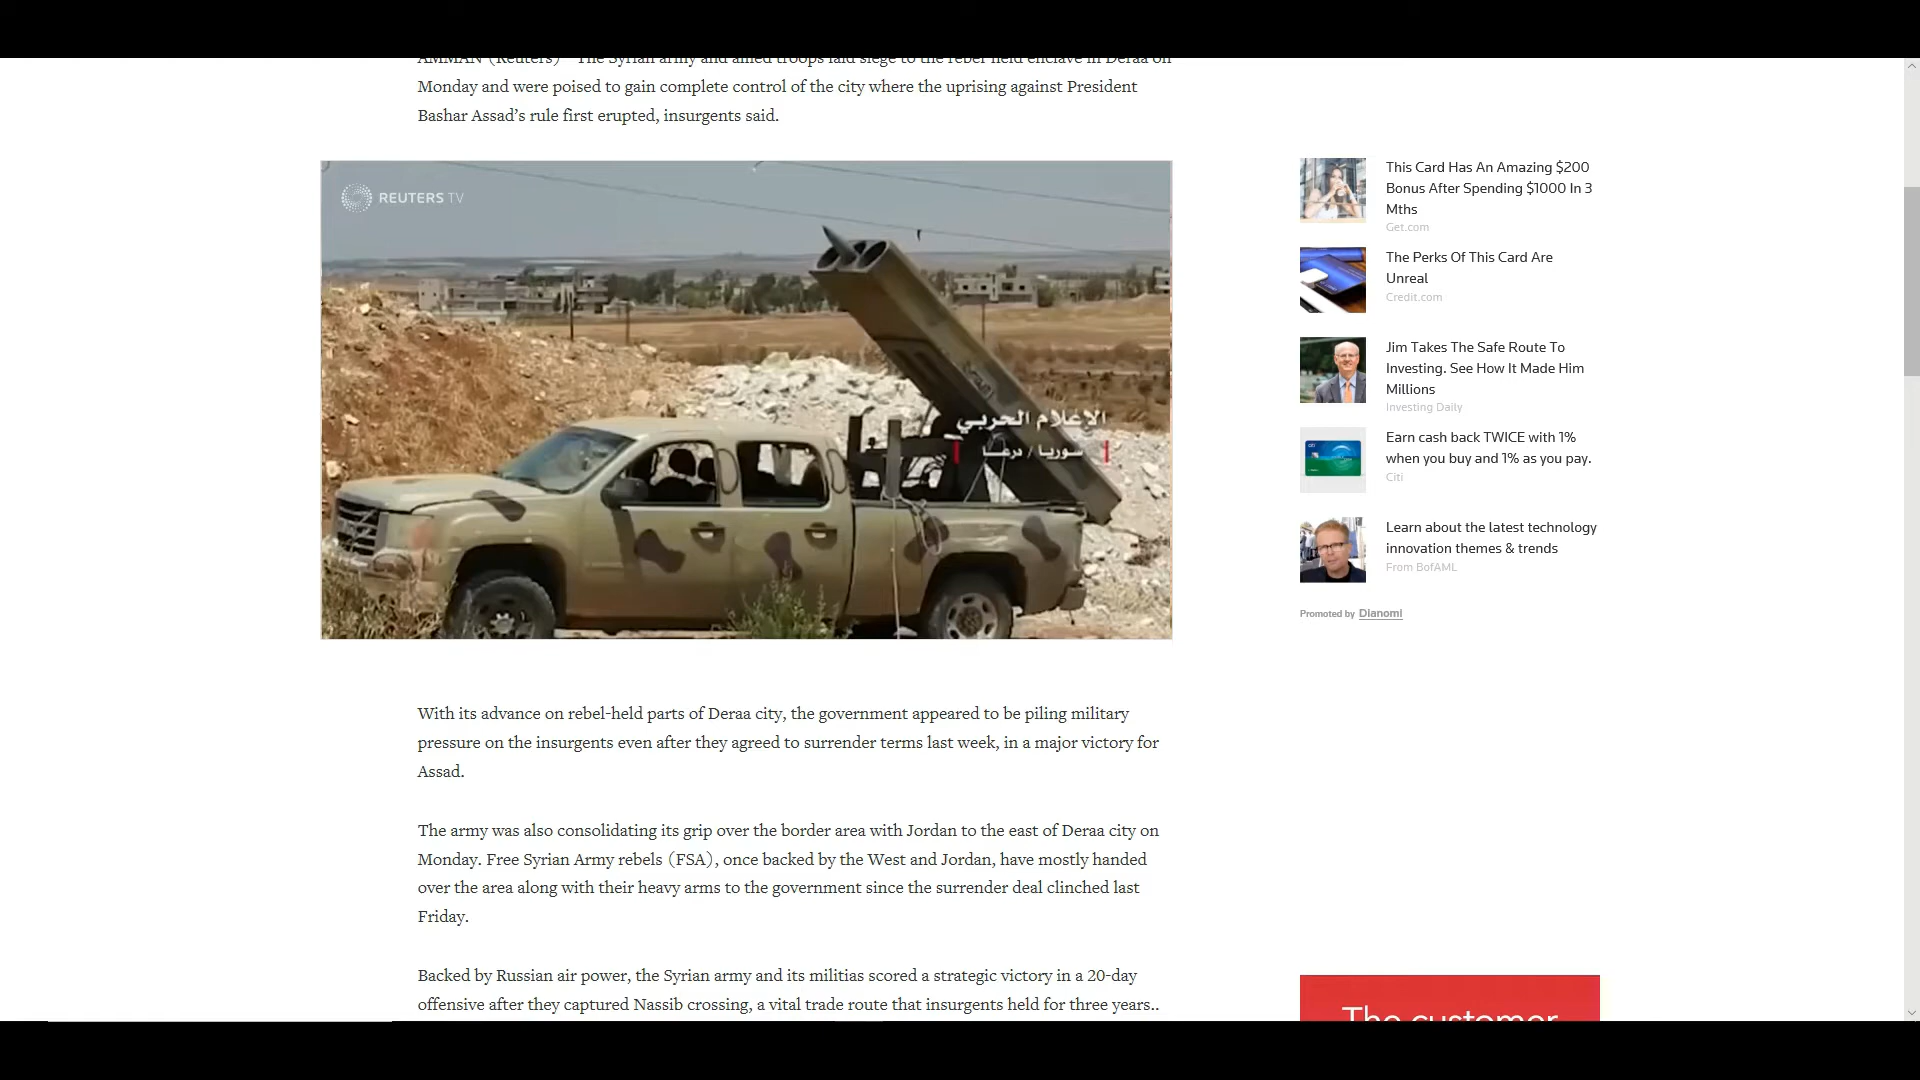 AMMAN (Reuters) - The Syrian army and allied troops laid siege to the rebel held enclave in Deraa on
Monday and were poised to gain complete control of the city where the uprising against President
Bashar Assad’s rule first erupted, insurgents said.
REUTERS TV
الإعلام الحربي
سوريا / درعا
With its advance on rebel-held parts of Deraa city, the government appeared to be piling military
pressure on the insurgents even after they agreed to surrender terms last week, in a major victory for
Assad.
The army was also consolidating its grip over the border area with Jordan to the east of Deraa city on
Monday. Free Syrian Army rebels (FSA), once backed by the West and Jordan, have mostly handed
over the area along with their heavy arms to the government since the surrender deal clinched last
Friday.
Backed by Russian air power, the Syrian army and its militias scored a strategic victory in a 20-day
offensive after they captured Nassib crossing, a vital trade route that insurgents held for three years..
This Card Has An Amazing $200
Bonus After Spending $1000 In 3
Mths
Get.com
The Perks Of This Card Are
Unreal
Credit.com
Jim Takes The Safe Route To
Investing. See How It Made Him
Millions
Investing Daily
Earn cash back TWICE with 1%
when you buy and 1% as you pay.
Citi
Learn about the latest technology
innovation themes & trends
From BofAML
Promoted by Dianomi
The customer